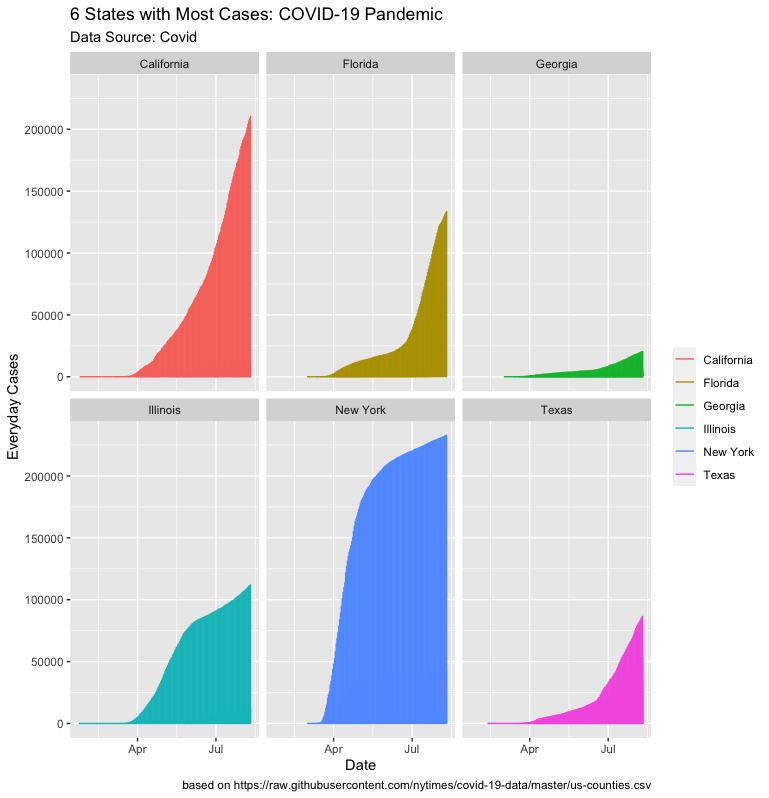 6 States with Most Cases: COVID-19 Pandemic
Data Source: Covid
California
Florida
Georgia
200000
150000
100000
50000
0
Illinois
New York
Texas
200000
150000
100000
50000
0
Everyday Cases
Apr
Jul
Apr
Jul
Apr
Jul
Date
California
Florida
Georgia
Illinois
New York
Texas
based on https://raw.githubusercontent.com/nytimes/covid-19-data/master/us-counties.csv